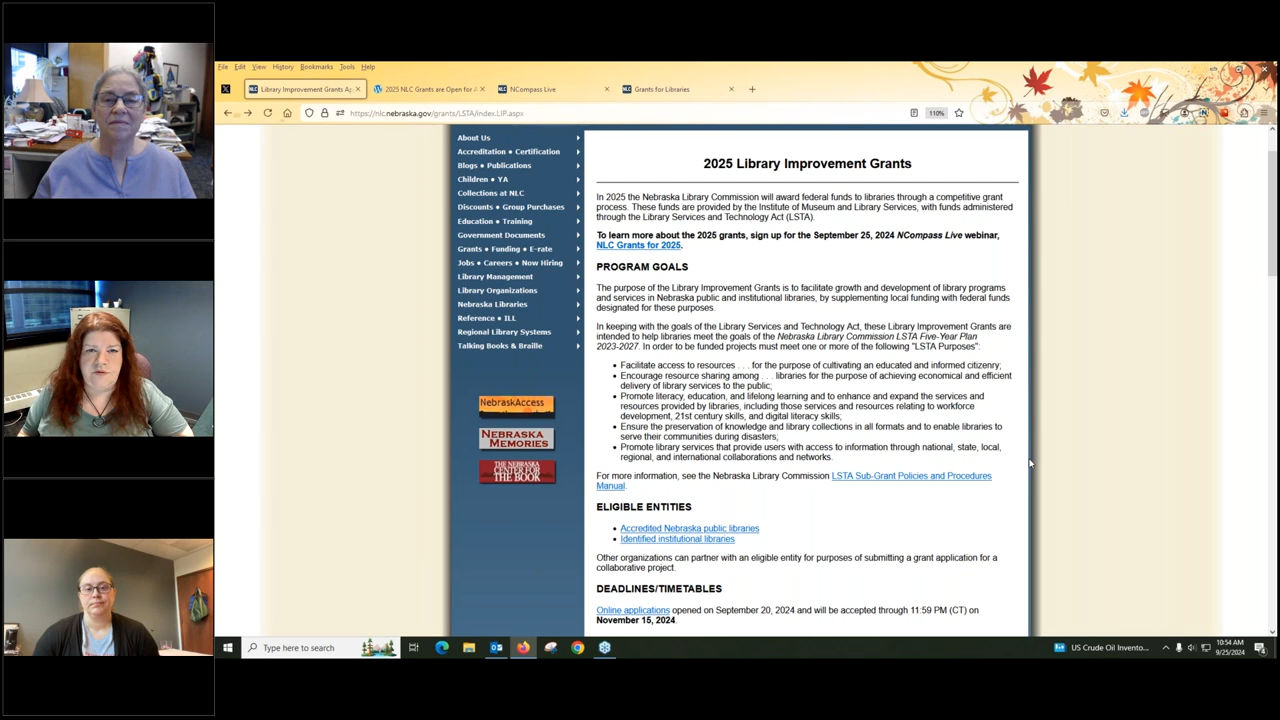 File Edit View History Bookmarks Tools Help
Library Improvement Grants Ap
2025 NLC Grants are Open for A
NCompass Live
Grants for Libraries
https://nlc.nebraska.gov/grants/LSTA/index.LIP.aspx
110%
About Us
Accreditation • Certification
Blogs • Publications
Children • YA
Collections at NLC
Discounts • Group Purchases
Education • Training
Government Documents
Grants • Funding • E-rate
Jobs • Careers • Now Hiring
Library Management
Library Organizations
Nebraska Libraries
Reference • ILL
Regional Library Systems
Talking Books & Braille
NebraskAccess
NEBRASKA
MEMORIES
THE NEBRASKA
CENTER FOR
THE BOOK
2025 Library Improvement Grants
In 2025 the Nebraska Library Commission will award federal funds to libraries through a competitive grant
process. These funds are provided by the Institute of Museum and Library Services, with funds administered
through the Library Services and Technology Act (LSTA).
To learn more about the 2025 grants, sign up for the September 25, 2024 NCompass Live webinar,
NLC Grants for 2025.
PROGRAM GOALS
The purpose of the Library Improvement Grants is to facilitate growth and development of library programs
and services in Nebraska public and institutional libraries, by supplementing local funding with federal funds
designated for these purposes.
In keeping with the goals of the Library Services and Technology Act, these Library Improvement Grants are
intended to help libraries meet the goals of the Nebraska Library Commission LSTA Five-Year Plan
2023-2027. In order to be funded projects must meet one or more of the following "LSTA Purposes":
• Facilitate access to resources . . . for the purpose of cultivating an educated and informed citizenry;
• Encourage resource sharing among . . . libraries for the purpose of achieving economical and efficient
delivery of library services to the public;
• Promote literacy, education, and lifelong learning and to enhance and expand the services and
resources provided by libraries, including those services and resources relating to workforce
development, 21st century skills, and digital literacy skills;
• Ensure the preservation of knowledge and library collections in all formats and to enable libraries to
serve their communities during disasters;
• Promote library services that provide users with access to information through national, state, local,
regional, and international collaborations and networks.
For more information, see the Nebraska Library Commission LSTA Sub-Grant Policies and Procedures
Manual.
ELIGIBLE ENTITIES
• Accredited Nebraska public libraries
• Identified institutional libraries
Other organizations can partner with an eligible entity for purposes of submitting a grant application for a
collaborative project.
DEADLINES/TIMETABLES
Online applications opened on September 20, 2024 and will be accepted through 11:59 PM (CT) on
November 15, 2024.
Type here to search
US Crude Oil Invento...
10:54 AM
9/25/2024